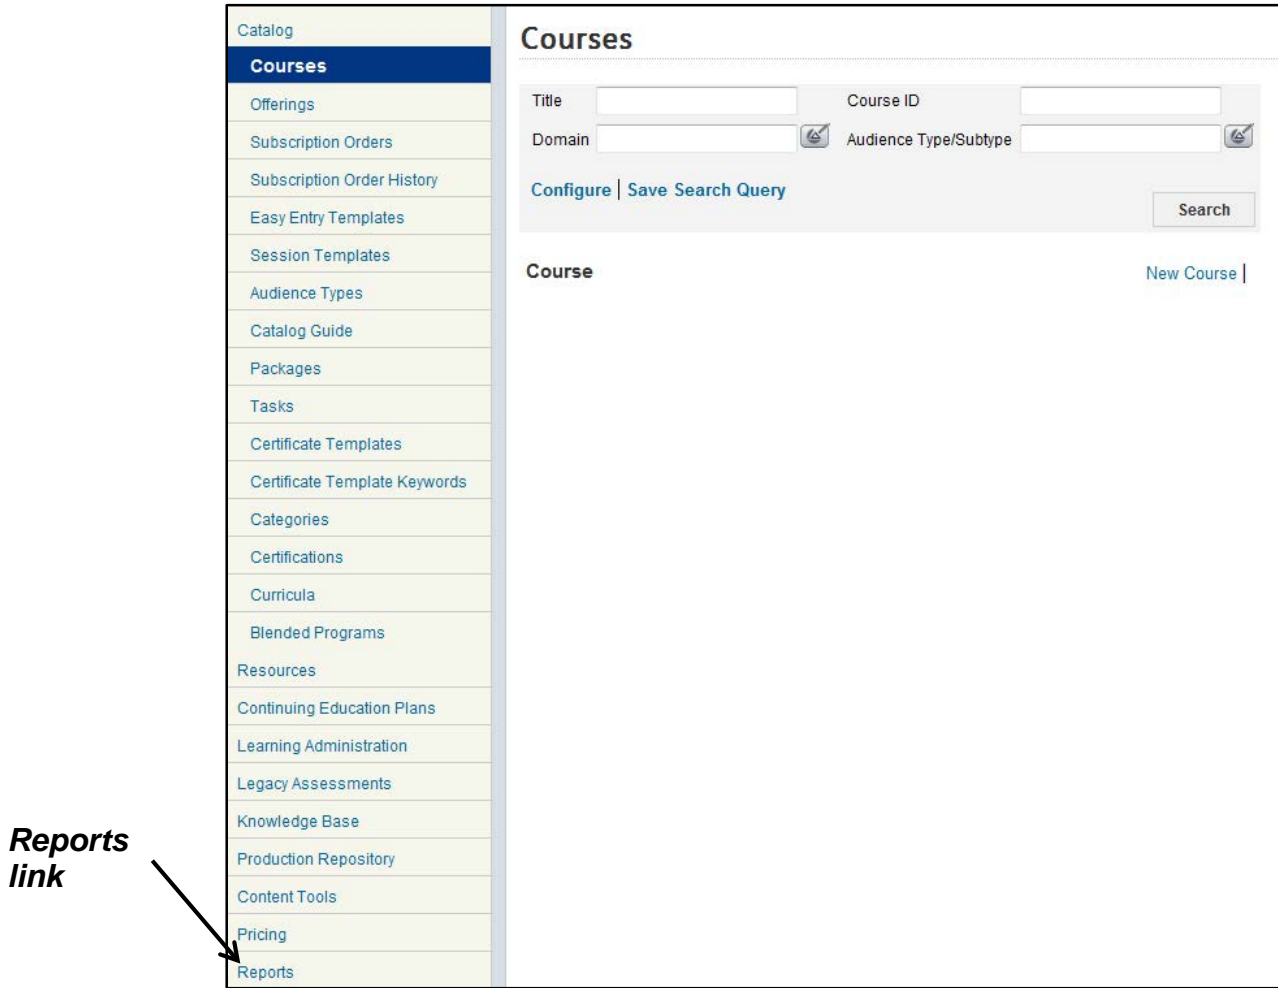 Catalog
Courses
Offerings
Subscription Orders
Subscription Order History
Easy Entry Templates
Session Templates
Audience Types
Catalog Guide
Packages
Tasks
Certificate Templates
Certificate Template Keywords
Categories
Certifications
Curricula
Blended Programs
Resources
Continuing Education Plans
Learning Administration
Legacy Assessments
Knowledge Base
Production Repository
Content Tools
Pricing
Reports
Reports
link
Courses
Title Course ID
Domain Audience Type/Subtype
Configure | Save Search Query
Search
Course New Course |